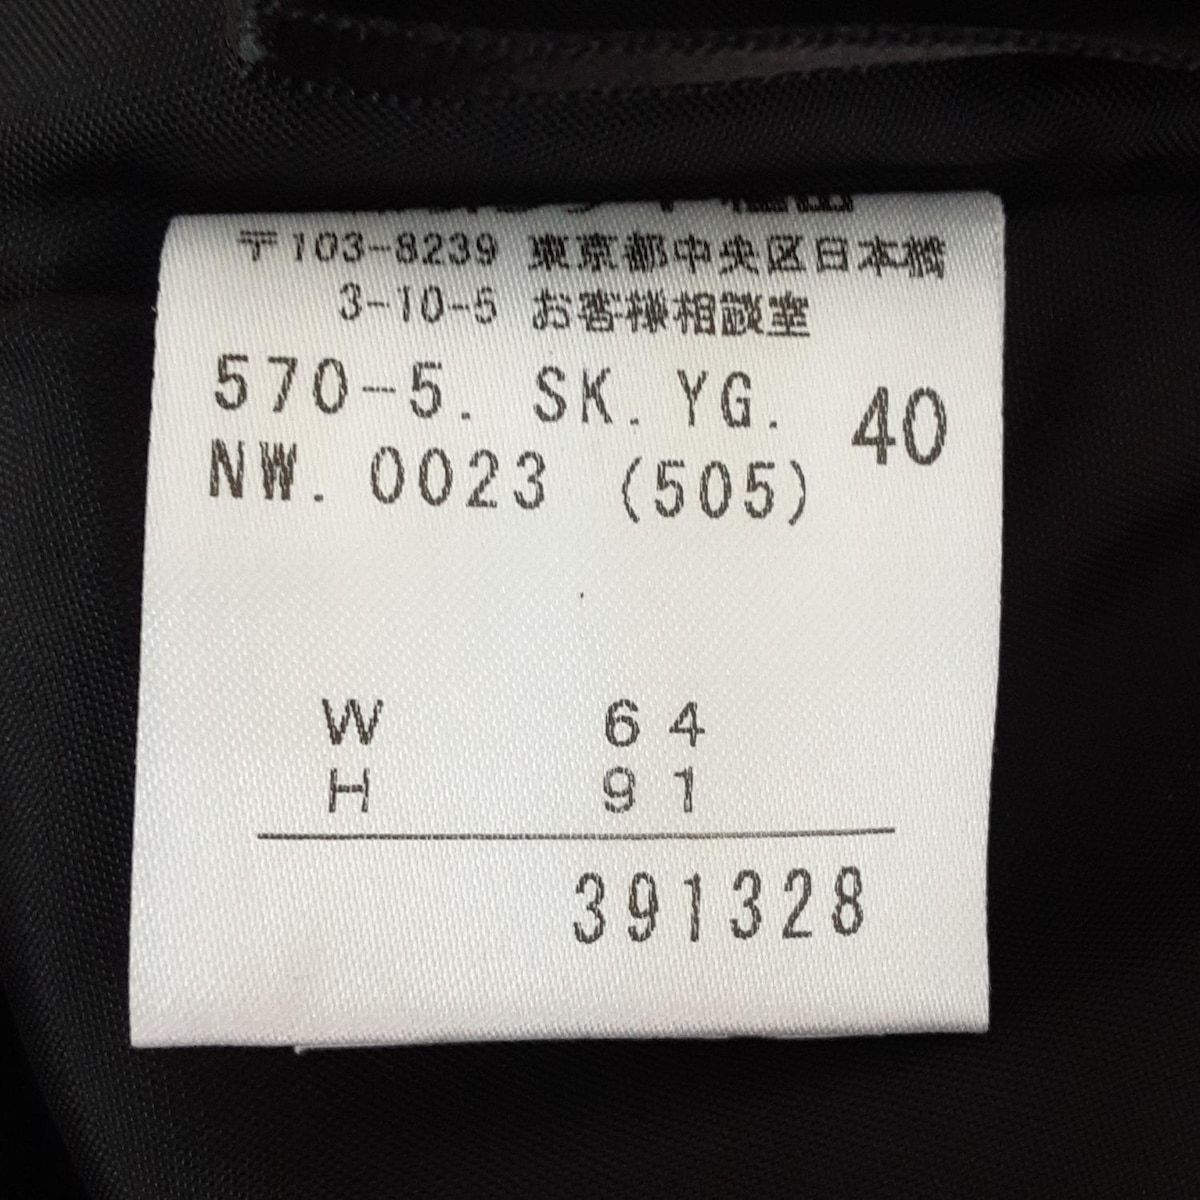 〒103-8239 東京都中央区日本橋
3-10-5 お客様相談室
570-5. SK. YG. 40
NW. 0023 (505)
W 64
H 91
391328